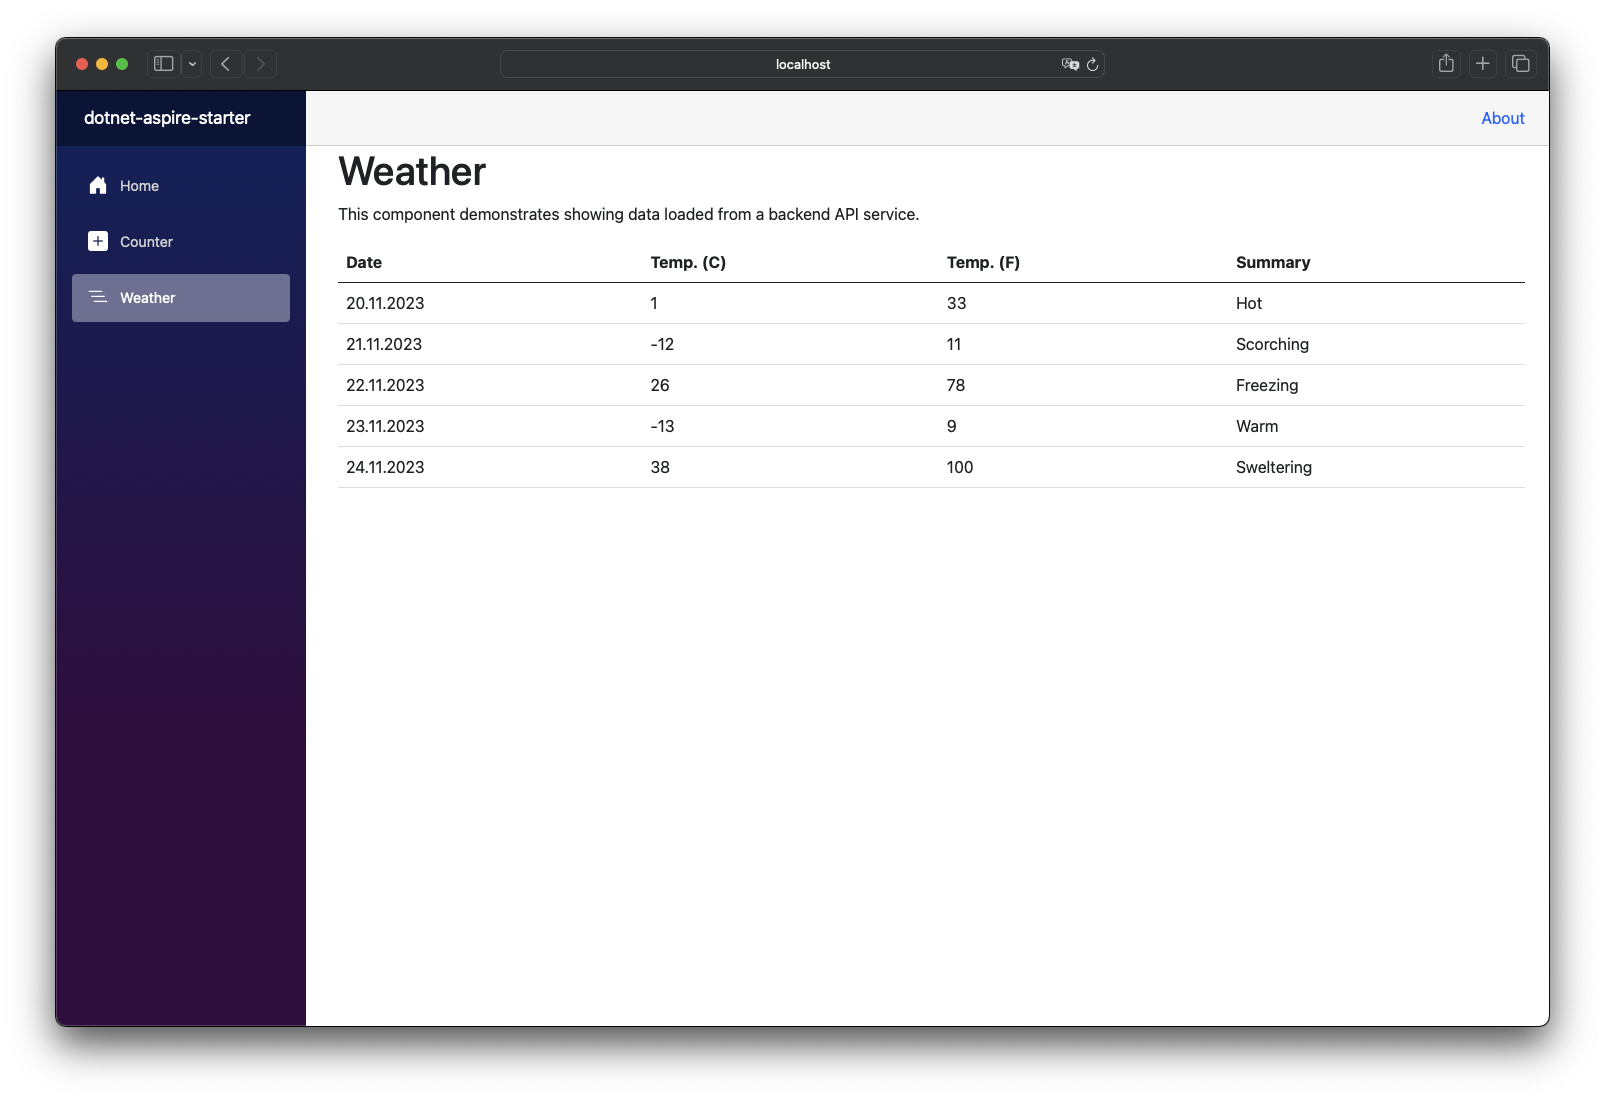 localhost
dotnet-aspire-starter
About
Home
Counter
Weather
Weather
This component demonstrates showing data loaded from a backend API service.
Date Temp. (C) Temp. (F) Summary
20.11.2023 1 33 Hot
21.11.2023 -12 11 Scorching
22.11.2023 26 78 Freezing
23.11.2023 -13 9 Warm
24.11.2023 38 100 Sweltering